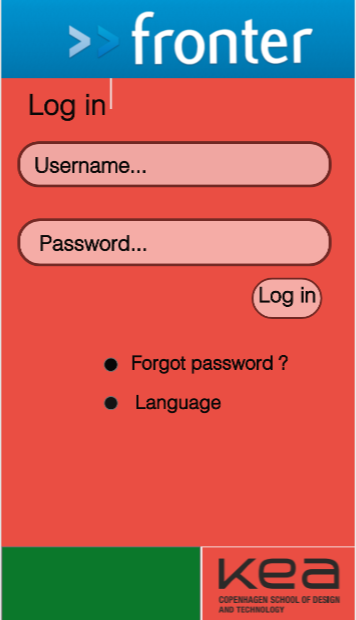 >> fronter
Log in
Username...
Password...
Log in
Forgot password ?
Language
kea
COPENHAGEN SCHOOL OF DESIGN
AND TECHNOLOGY